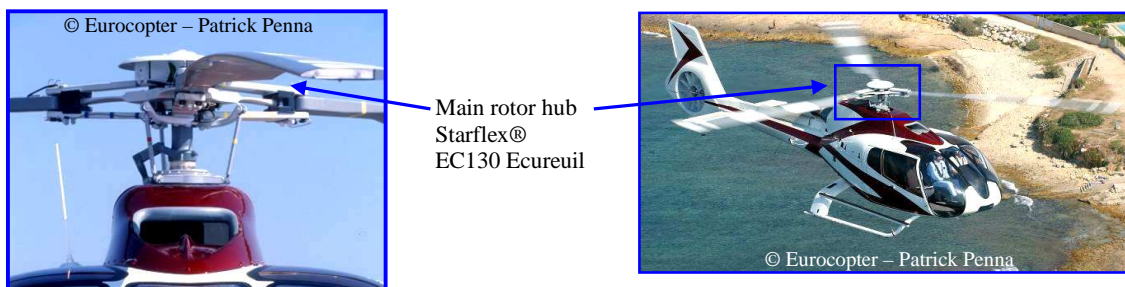 © Eurocopter – Patrick Penna
Main rotor hub
Starflex®
EC130 Ecureuil
© Eurocopter – Patrick Penna